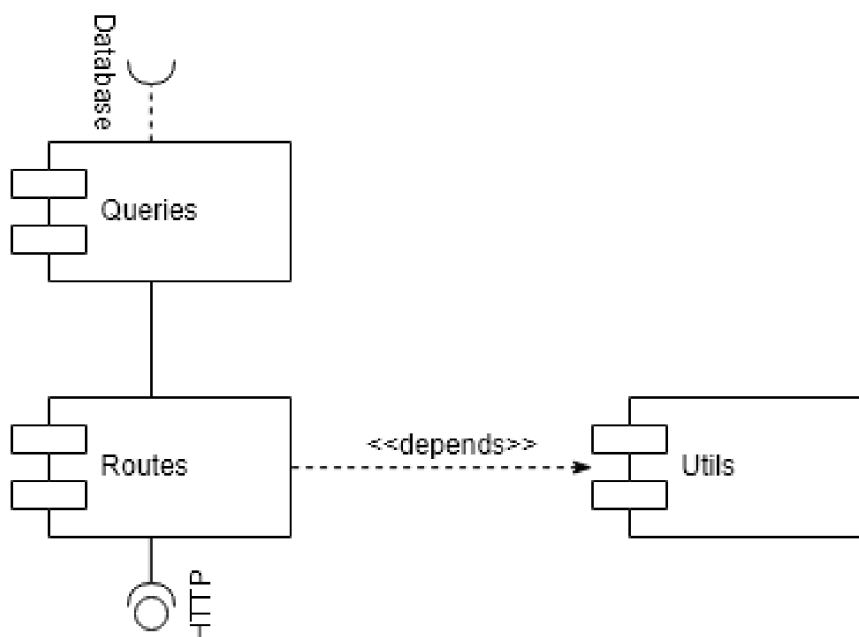 Database
Queries
Routes
<<depends>>
Utils
HTTP